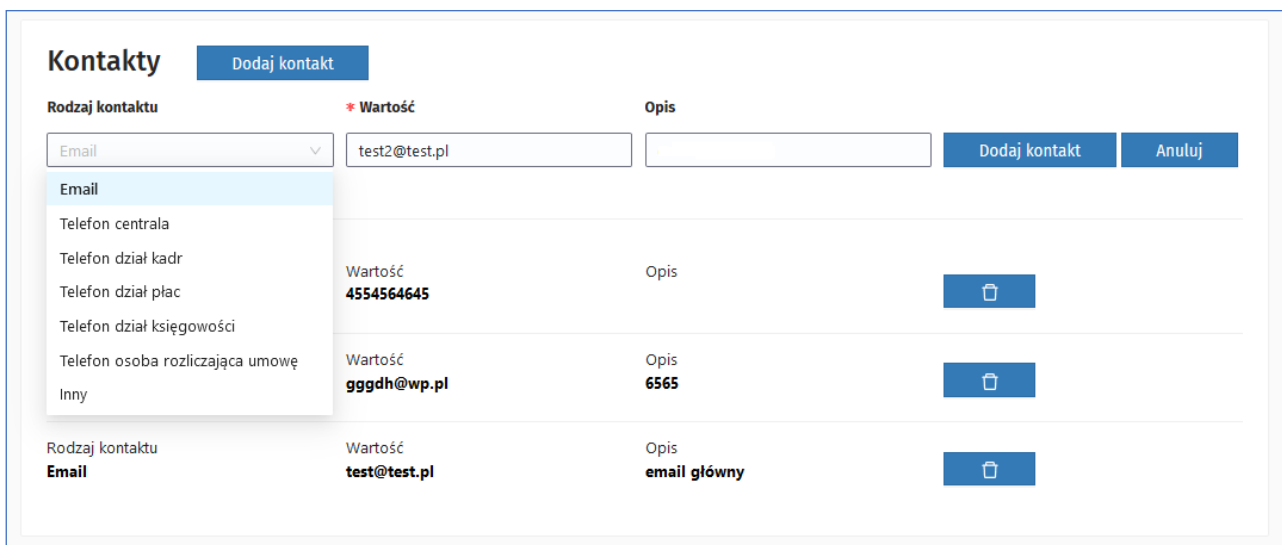 Kontakty Dodaj kontakt
Rodzaj kontaktu * Wartość Opis
Email test2@test.pl Dodaj kontakt Anuluj
Email
Telefon centrala
Telefon dział kadr
Telefon dział płac
Telefon dział księgowości
Telefon osoba rozliczająca umowę
Inny
Wartość Opis
4554564645
Wartość Opis
gggdh@wp.pl 6565
Rodzaj kontaktu Wartość Opis
Email test@test.pl email główny